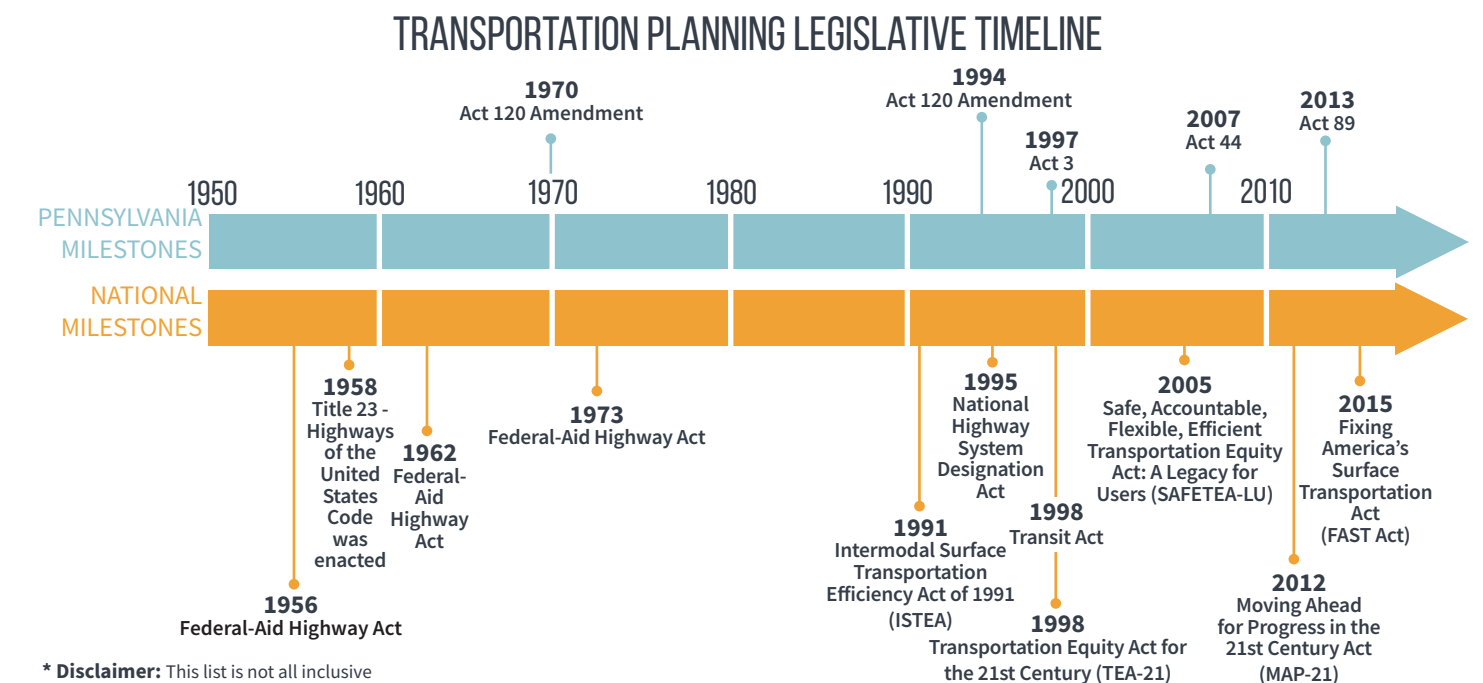 TRANSPORTATION PLANNING LEGISLATIVE TIMELINE
1970
Act 120 Amendment
1994
Act 120 Amendment
1997
Act 3
2007
Act 44
2013
Act 89
1950
1960
1970
1980
1990
2000
2010
PENNSYLVANIA
MILESTONES
NATIONAL
MILESTONES
1956
Federal-Aid Highway Act
1958
Title 23 -
Highways
of the
United
States
Code
was
enacted
1962
Federal-
Aid
Highway
Act
1973
Federal-Aid Highway Act
1991
Intermodal Surface
Transportation
Efficiency Act of 1991
(ISTEA)
1995
National
Highway
System
Designation
Act
1998
Transit Act
1998
Transportation Equity Act for
the 21st Century (TEA-21)
2005
Safe, Accountable,
Flexible, Efficient
Transportation Equity
Act: A Legacy for
Users (SAFETEA-LU)
2012
Moving Ahead
for Progress in the
21st Century Act
(MAP-21)
2015
Fixing
America’s
Surface
Transportation
Act
(FAST Act)
* Disclaimer: This list is not all inclusive